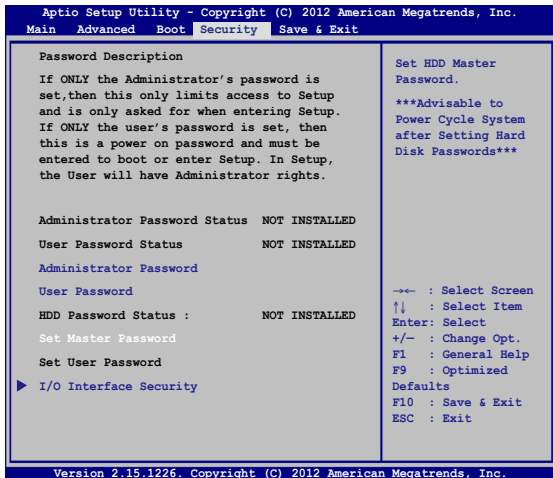 Aptio Setup Utility - Copyright (C) 2012 American Megatrends, Inc.
Main Advanced Boot Security Save & Exit
Password Description
If ONLY the Administrator's password is
set,then this only limits access to Setup
and is only asked for when entering Setup.
If ONLY the user's password is set, then
this is a power on password and must be
entered to boot or enter Setup. In Setup,
the User will have Administrator rights.
Administrator Password Status NOT INSTALLED
User Password Status NOT INSTALLED
Administrator Password
User Password
HDD Password Status : NOT INSTALLED
Set Master Password
Set User Password
I/O Interface Security
Set HDD Master
Password.
***Advisable to
Power Cycle System
after Setting Hard
Disk Passwords***
→← : Select Screen
↑↓ : Select Item
Enter: Select
+/— : Change Opt.
F1 : General Help
F9 : Optimized
Defaults
F10 : Save & Exit
ESC : Exit
Version 2.15.1226. Copyright (C) 2012 American Megatrends, Inc.